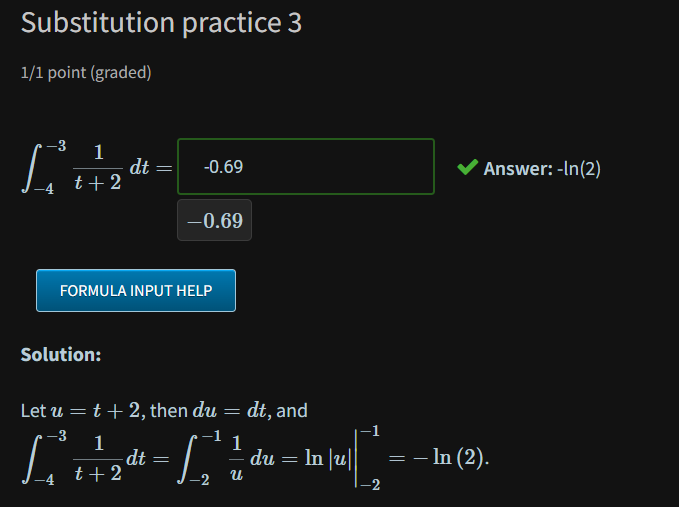 Substitution practice 3
1/1 point (graded)
∫_{−4}^{−3} 1/(t + 2) dt = -0.69 Answer: -ln(2)
−0.69
FORMULA INPUT HELP
Solution:
Let u = t + 2, then du = dt, and
∫_{−4}^{−3} 1/(t + 2) dt = ∫_{−2}^{−1} 1/u du = ln |u||_{−2}^{−1} = − ln (2).